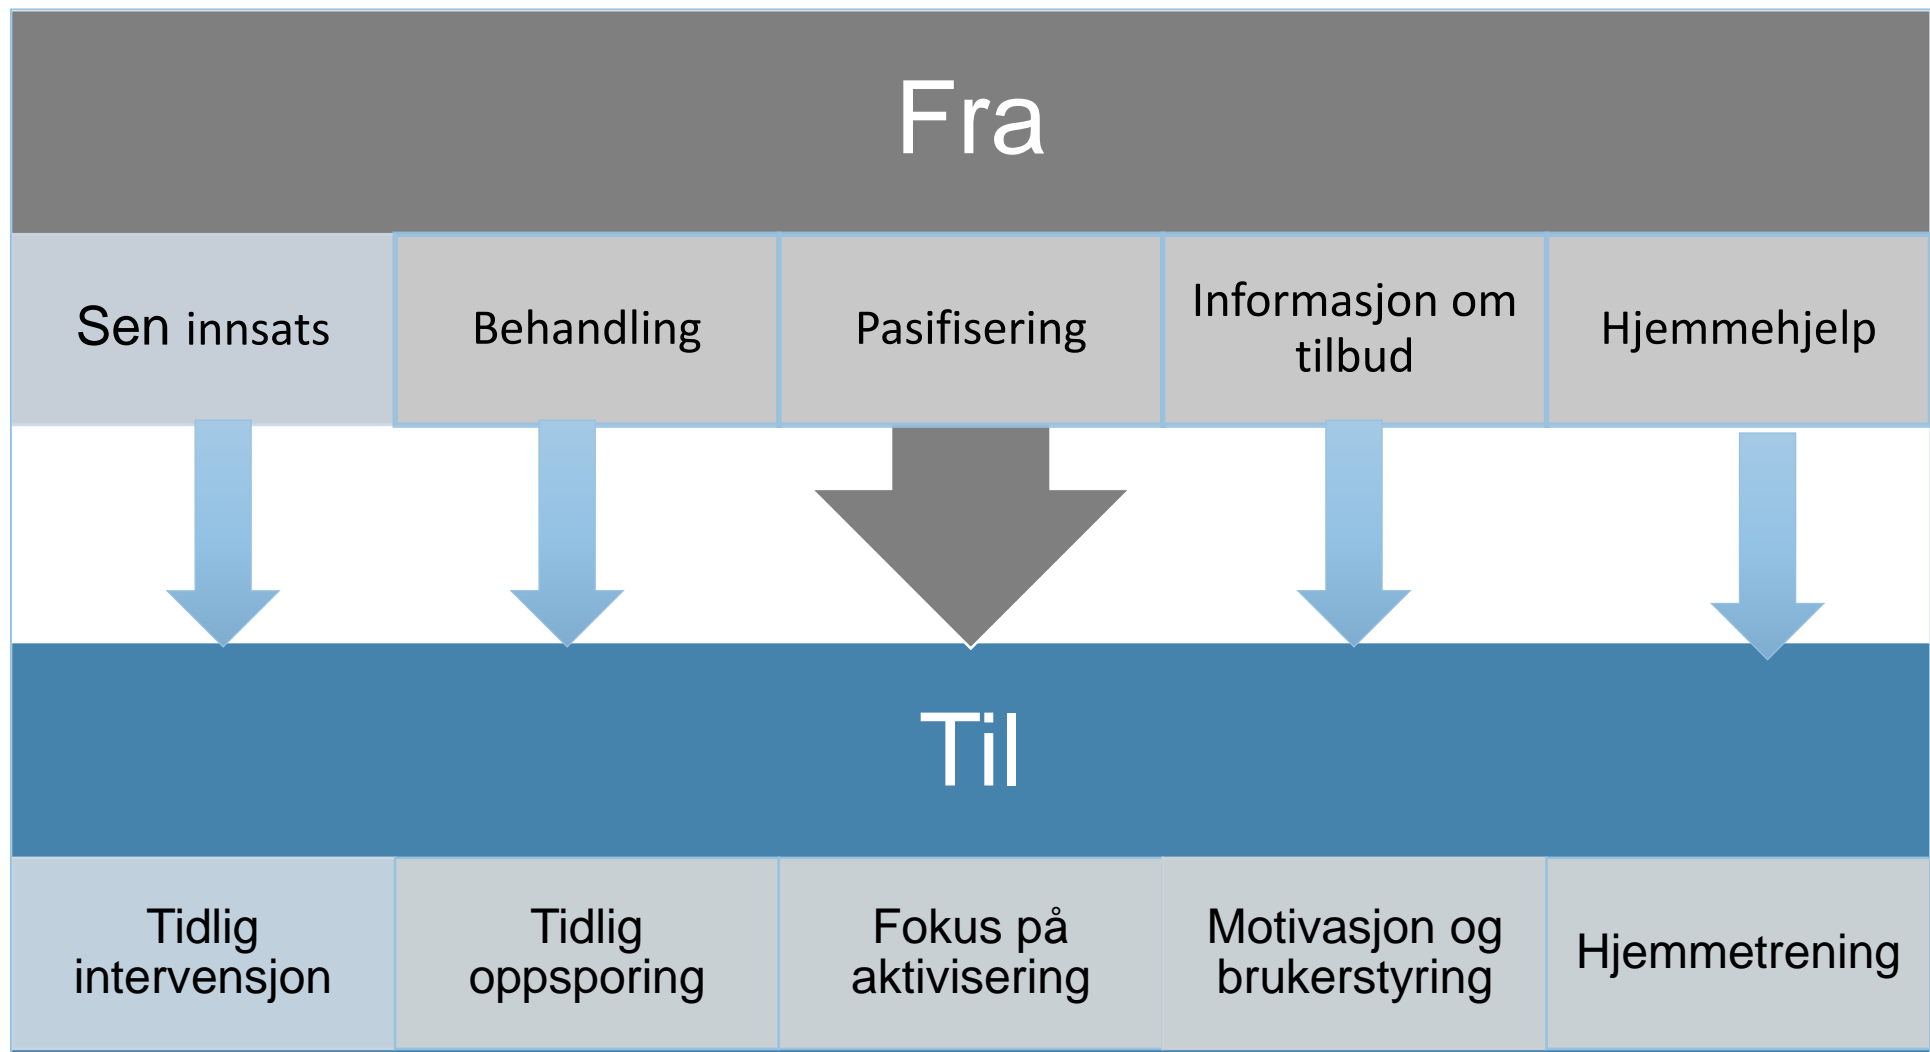 Fra
Sen innsats
Behandling
Pasifisering
Informasjon om
tilbud
Hjemmehjelp
Til
Tidlig
intervensjon
Tidlig
oppsporing
Fokus på
aktivisering
Motivasjon og
brukerstyring
Hjemmetrening